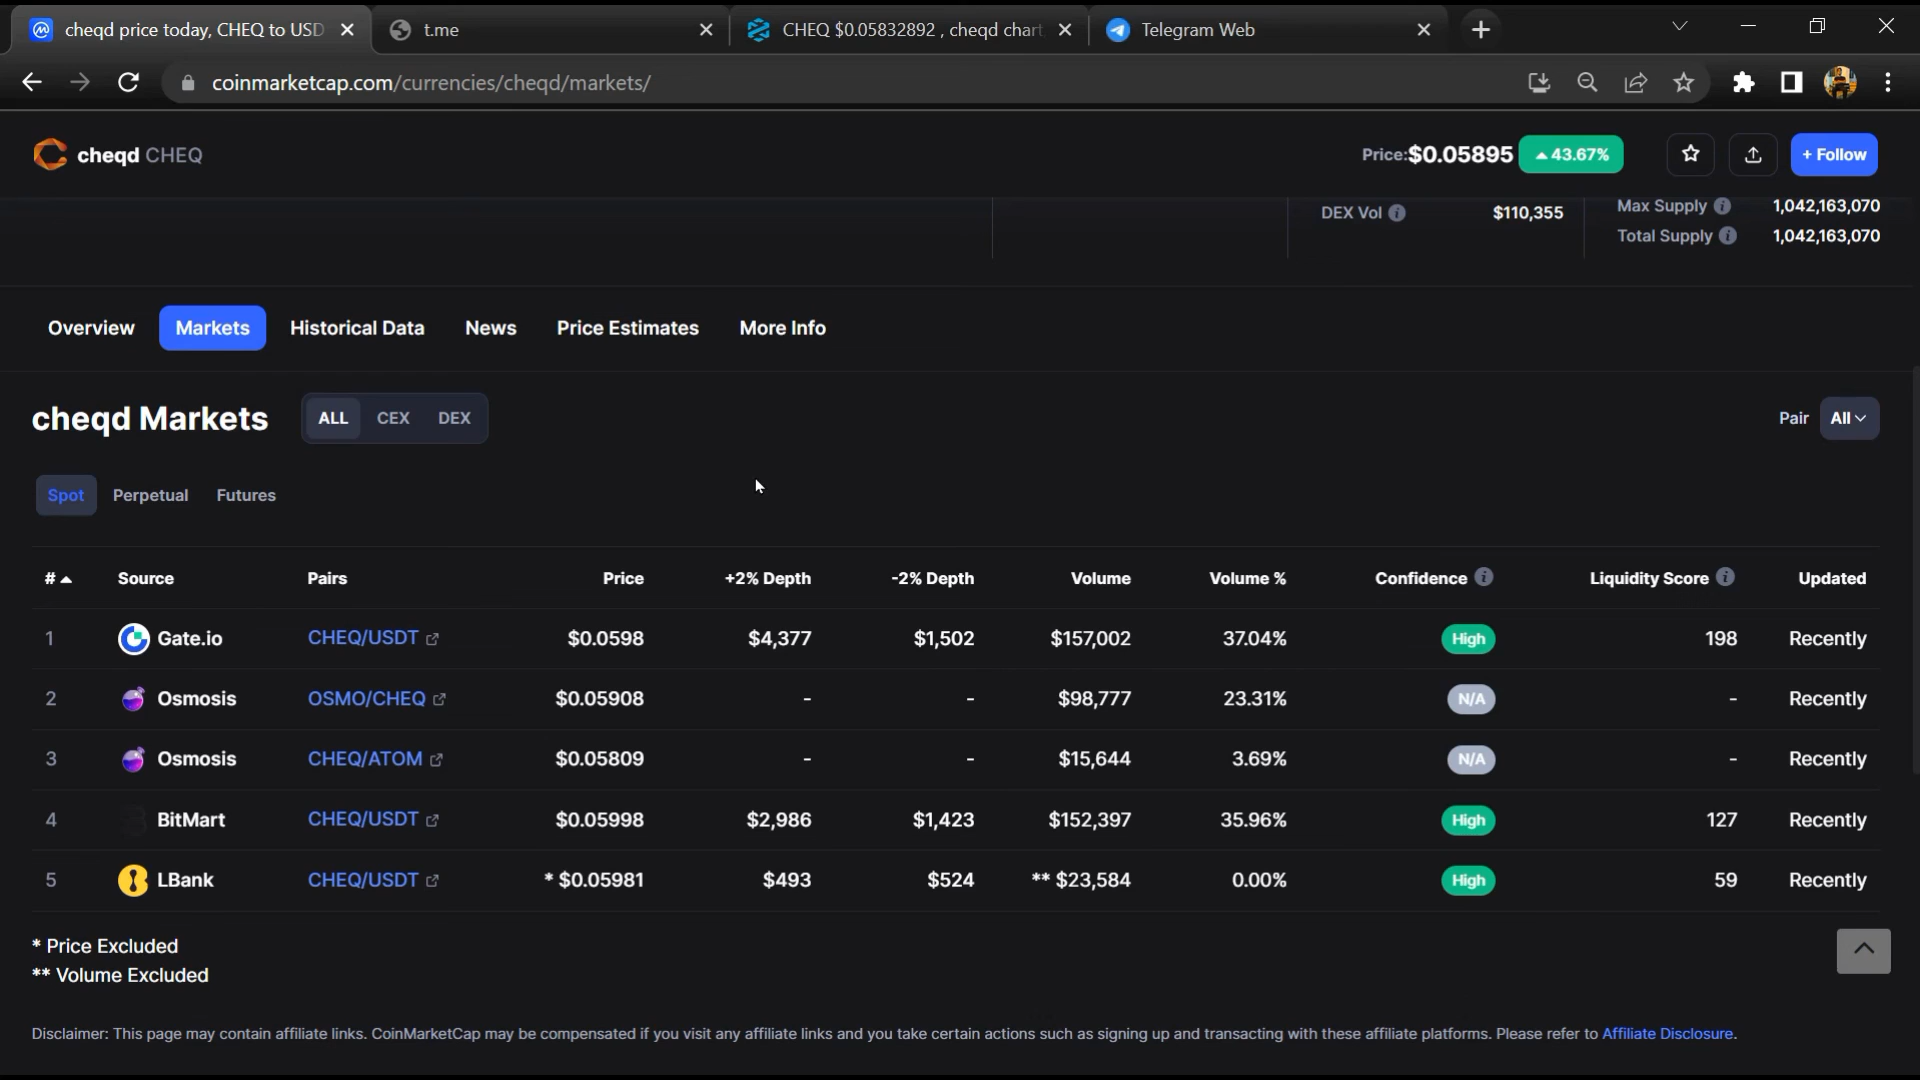 cheqd price today, CHEQ to USD
t.me
CHEQ $0.05832892 , cheqd chart
Telegram Web
coinmarketcap.com/currencies/cheqd/markets/
cheqd CHEQ
Price:$0.05895 43.67%
+ Follow
DEX Vol $110,355
Max Supply 1,042,163,070
Total Supply 1,042,163,070
Overview Markets Historical Data News Price Estimates More Info
cheqd Markets ALL CEX DEX Pair All
Spot Perpetual Futures
# Source Pairs Price +2% Depth -2% Depth Volume Volume % Confidence Liquidity Score Updated
1 Gate.io CHEQ/USDT $0.0598 $4,377 $1,502 $157,002 37.04% High 198 Recently
2 Osmosis OSMO/CHEQ $0.05908 - - $98,777 23.31% N/A - Recently
3 Osmosis CHEQ/ATOM $0.05809 - - $15,644 3.69% N/A - Recently
4 BitMart CHEQ/USDT $0.05998 $2,986 $1,423 $152,397 35.96% High 127 Recently
5 LBank CHEQ/USDT * $0.05981 $493 $524 ** $23,584 0.00% High 59 Recently
* Price Excluded
** Volume Excluded
Disclaimer: This page may contain affiliate links. CoinMarketCap may be compensated if you visit any affiliate links and you take certain actions such as signing up and transacting with these affiliate platforms. Please refer to Affiliate Disclosure.